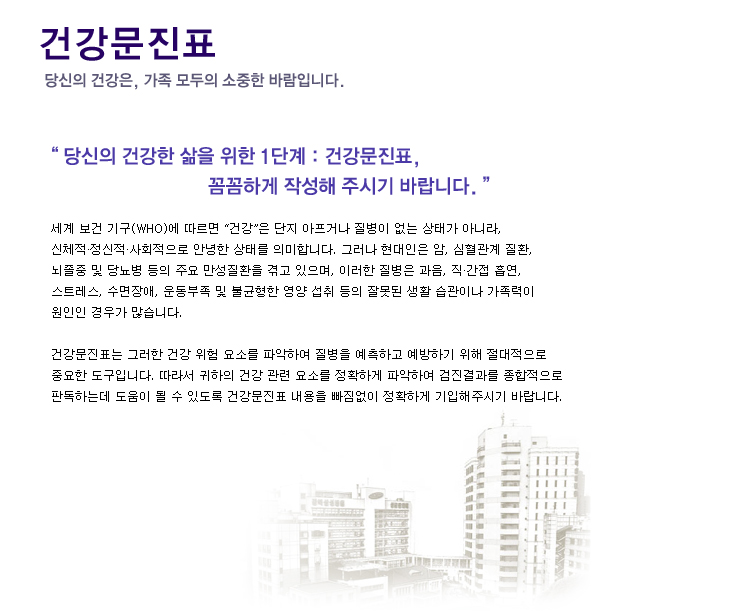 건강문진표
당신의 건강은, 가족 모두의 소중한 바람입니다.
“ 당신의 건강한 삶을 위한 1단계 : 건강문진표,
꼼꼼하게 작성해 주시기 바랍니다. ”
세계 보건 기구(WHO)에 따르면 “건강”은 단지 아프거나 질병이 없는 상태가 아니라,
신체적·정신적·사회적으로 안녕한 상태를 의미합니다. 그러나 현대인은 암, 심혈관계 질환,
뇌졸중 및 당뇨병 등의 주요 만성질환을 겪고 있으며, 이러한 질병은 과음, 직·간접 흡연,
스트레스, 수면장애, 운동부족 및 불균형한 영양 섭취 등의 잘못된 생활 습관이나 가족력이
원인인 경우가 많습니다.
건강문진표는 그러한 건강 위험 요소를 파악하여 질병을 예측하고 예방하기 위해 절대적으로
중요한 도구입니다. 따라서 귀하의 건강 관련 요소를 정확하게 파악하여 검진결과를 종합적으로
판독하는데 도움이 될 수 있도록 건강문진표 내용을 빠짐없이 정확하게 기입해주시기 바랍니다.